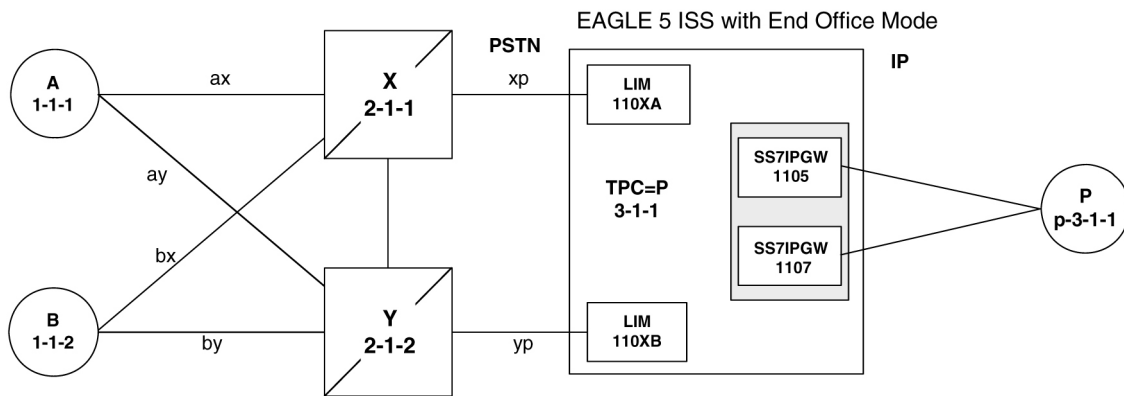 EAGLE 5 ISS with End Office Mode
PSTN
IP
A
1-1-1
ax
X
2-1-1
xp
LIM
110XA
ay
SS7IPGW
1105
TPC=P
3-1-1
P
p-3-1-1
bx
SS7IPGW
1107
B
1-1-2
by
Y
2-1-2
yp
LIM
110XB